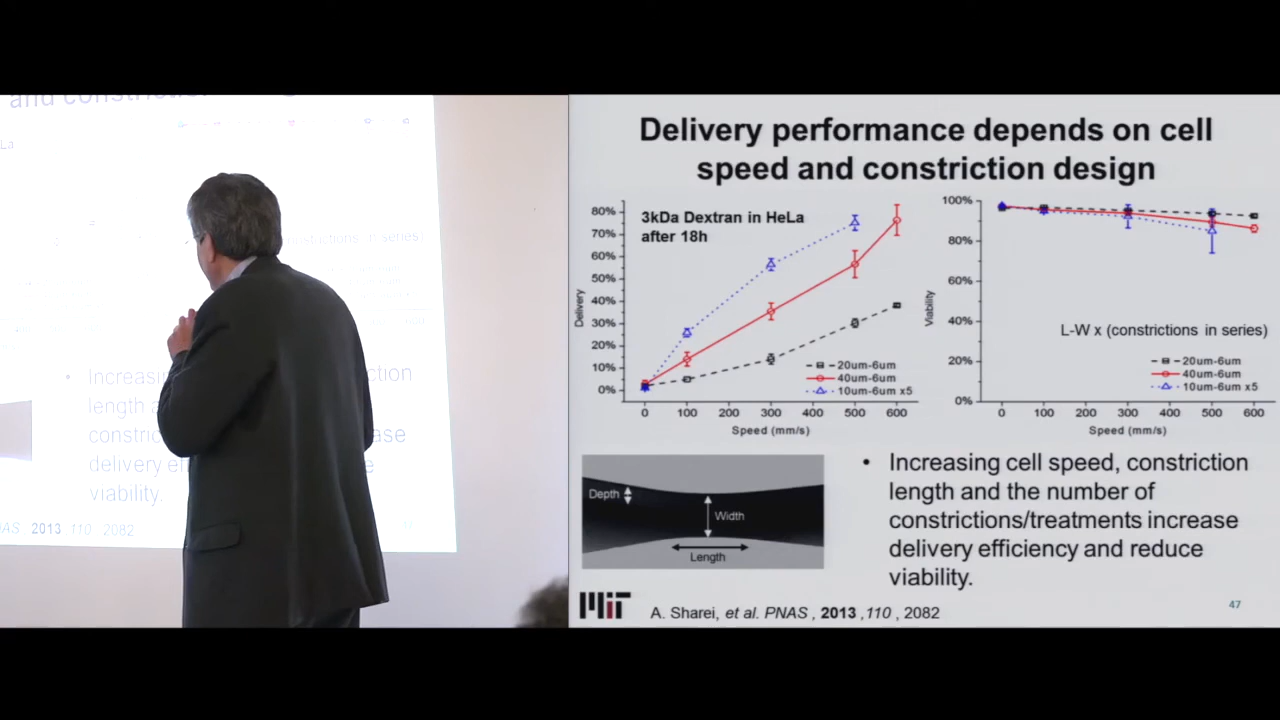 and
La
constrictions in series)
Increasi
ction
length a
constric
ase
delivery ef
viability.
NAS 2013 110 2082
Delivery performance depends on cell
speed and constriction design
3kDa Dextran in HeLa
after 18h
Delivery
80%
70%
60%
50%
40%
30%
20%
10%
0%
20um-6um
40um-6um
10um-6um x5
0 100 200 300 400 500 600
Speed (mm/s)
Viability
100%
80%
60%
40%
20%
0%
L-W x (constrictions in series)
20um-6um
40um-6um
10um-6um x5
0 100 200 300 400 500 600
Speed (mm/s)
Depth
Width
Length
• Increasing cell speed, constriction
length and the number of
constrictions/treatments increase
delivery efficiency and reduce
viability.
MIT
A. Sharei, et al. PNAS , 2013 ,110 , 2082
47